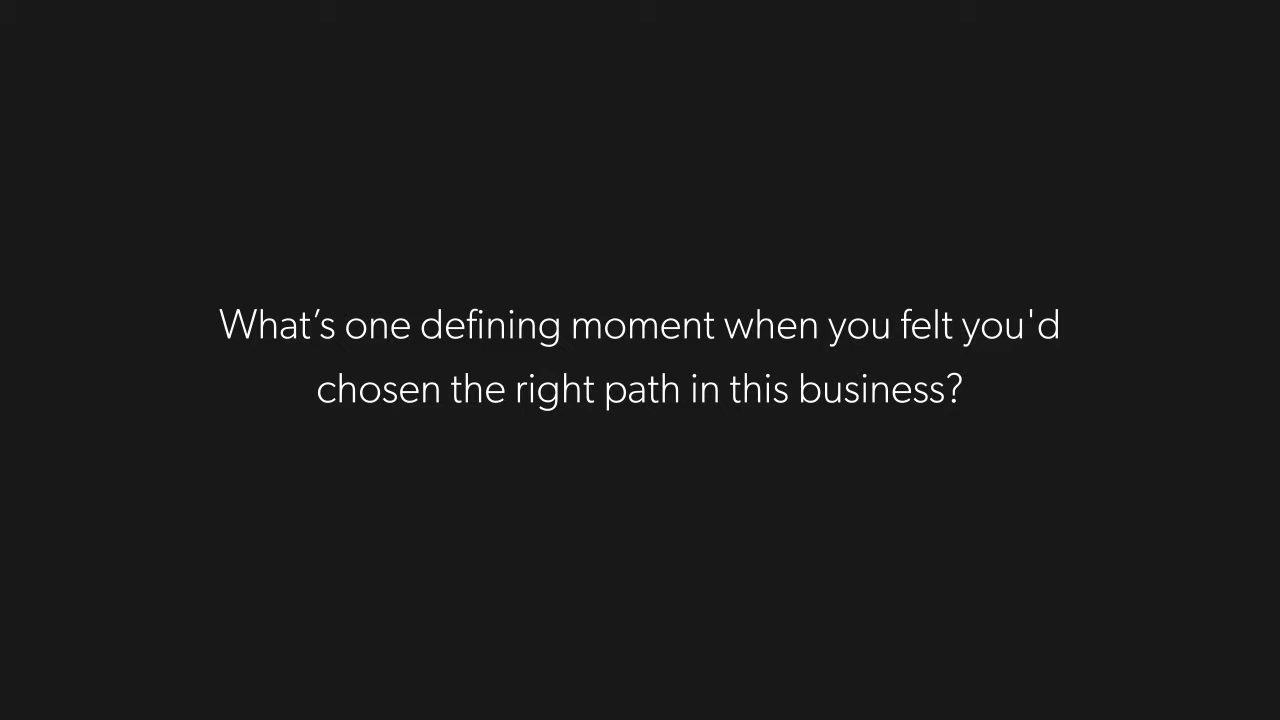 What’s one defining moment when you felt you'd
chosen the right path in this business?